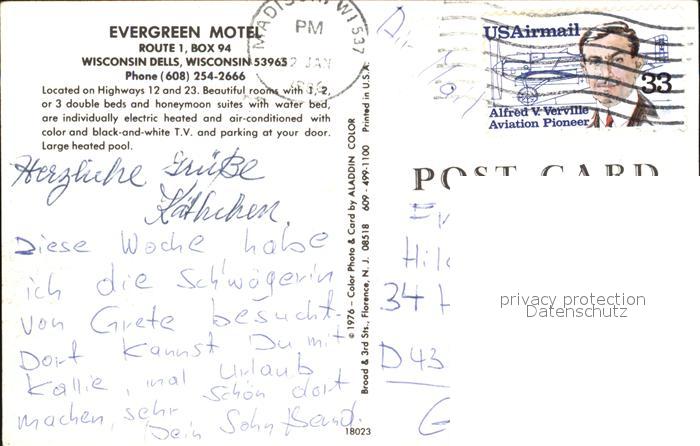 EVERGREEN MOTEL
ROUTE 1, BOX 94
WISCONSIN DELLS, WISCONSIN 53965
Phone (608) 254-2666
Located on Highways 12 and 23. Beautiful rooms with 1, 2,
or 3 double beds and honeymoon suites with water bed,
are individually electric heated and air-conditioned with
color and black-and-white T.V. and parking at your door.
Large heated pool.
Herzliche Grüße
Käthchen.
Diese Woche habe
ich die Schwägerin
von Grete besucht.
Dort kannst Du mit
Kallie, mal Urlaub
machen, sehr schön dort
Dein Sohn Bernd.
18023
© 1976 - Color Photo & Card by ALADDIN COLOR
Broad & 3rd Sts., Florence, N. J. 08518 609 - 499-1100 Printed in U.S.A.
MADISON, WI 537
PM
2 JAN
USAirmail
33
Alfred V. Verville
Aviation Pioneer
Air
POST CARD
34
D 43
privacy protection
Datenschutz